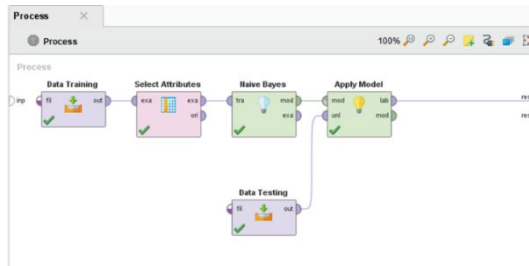 Process
Process
100%
Process
Data Training
Select Attributes
Naive Bayes
Apply Model
inp
fil
out
exa
exa
ori
tra
mod
exa
mod
lab
unl
mod
res
res
Data Testing
fil
out